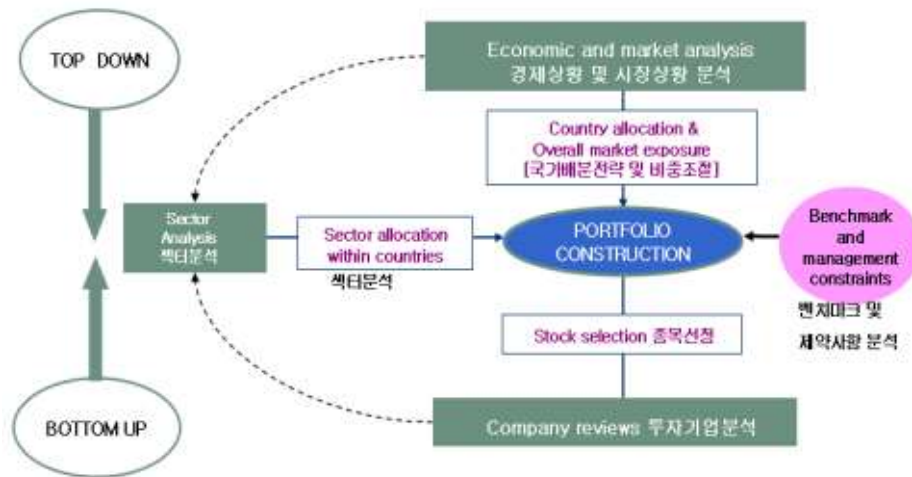 TOP DOWN
Economic and market analysis
경제상황 및 시장상황 분석
Country allocation &
Overall market exposure
[국가배분전략 및 비중조절]
Sector
Analysis
섹터분석
Sector allocation
within countries
섹터분석
PORTFOLIO
CONSTRUCTION
Benchmark
and
management
constraints
벤치마크 및
제약사항 분석
Stock selection 종목선정
BOTTOM UP
Company reviews 투자기업분석